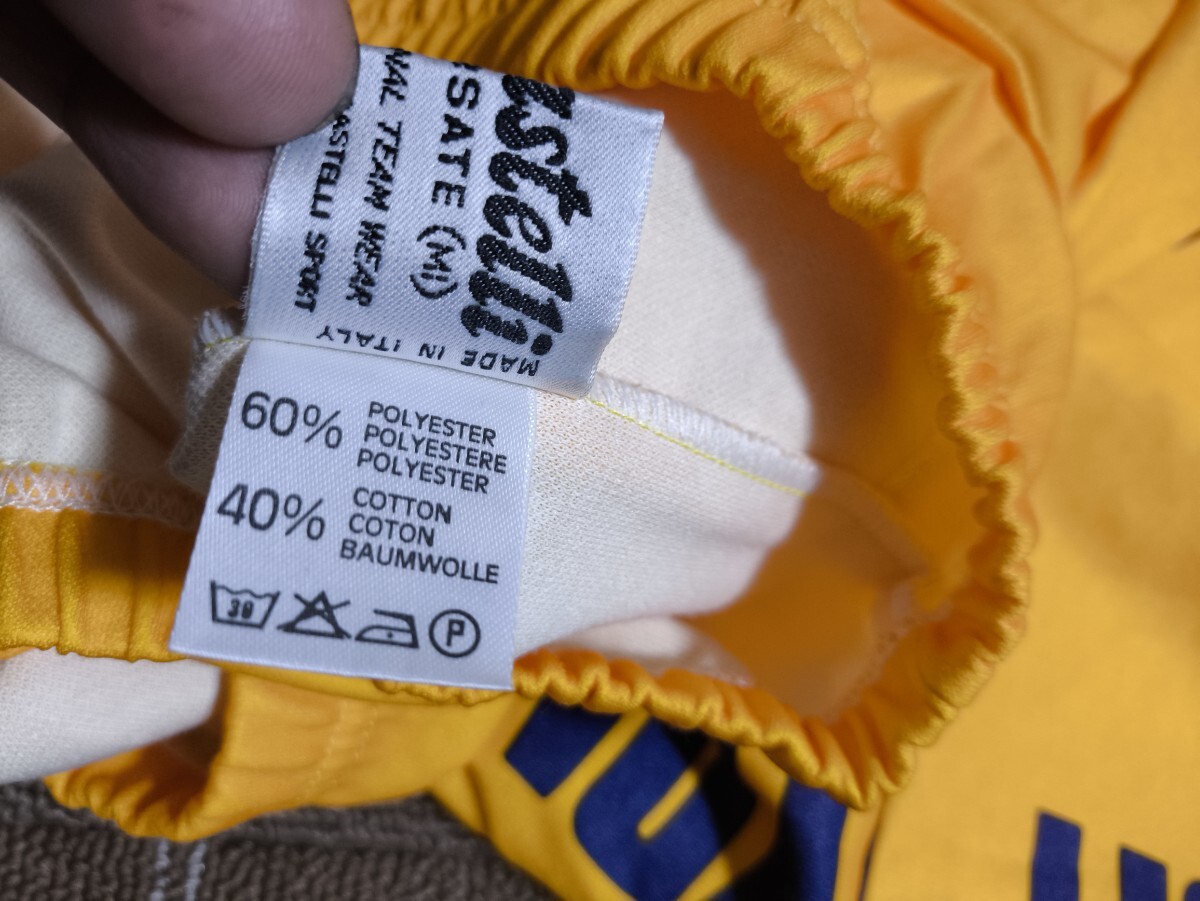 stelli
SATE (MI)
NAL TEAM WEAR
ASTELLI SPORT
MADE IN ITALY
60% POLYESTER
POLYESTERE
POLYESTER
40% COTTON
COTON
BAUMWOLLE
30
P